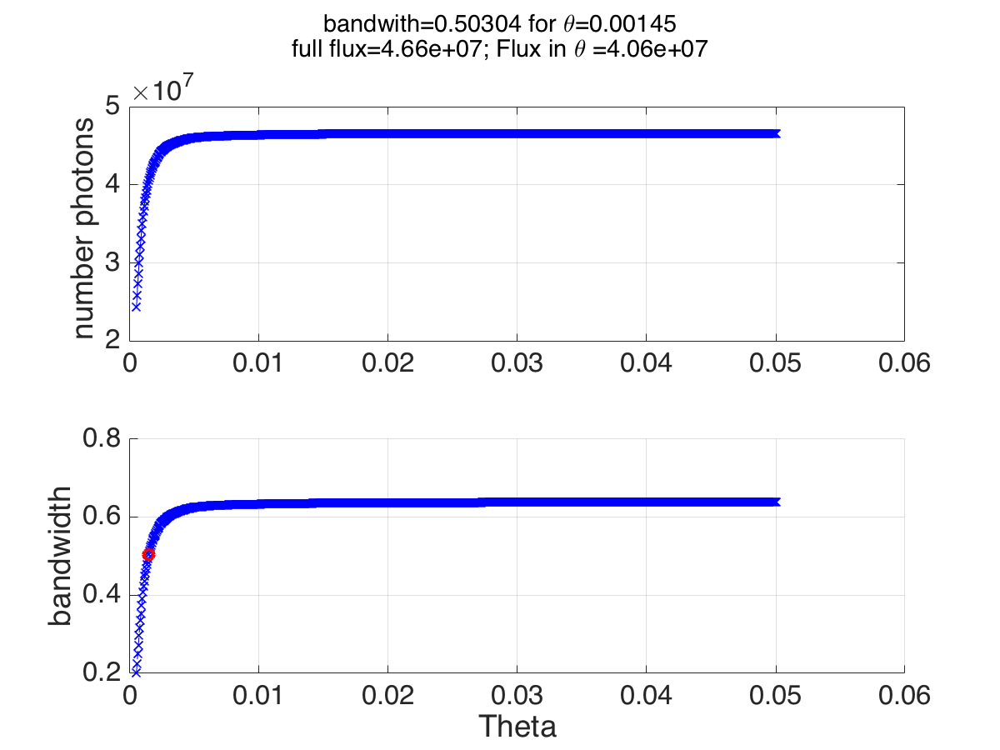 bandwith=0.50304 for θ=0.00145
full flux=4.66e+07; Flux in θ =4.06e+07
×10^7
5
4
3
2
number photons
0 0.01 0.02 0.03 0.04 0.05 0.06
0.8
0.6
0.4
0.2
bandwidth
0 0.01 0.02 0.03 0.04 0.05 0.06
Theta